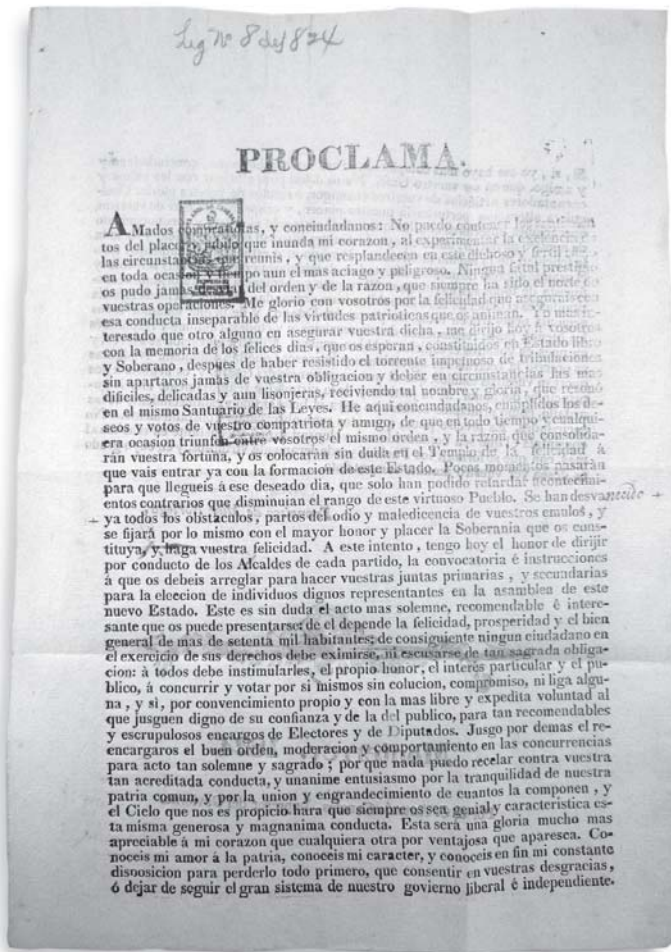 Leg Nº 8 del 824
PROCLAMA.
AMados compatriotas, y conciudadanos: No puedo contener los
tos del placer y jubilo que inunda mi corazon, al experimentar la exelencia
las circunstancias que reunis, y que resplandecen en este dichoso y fertil
en toda ocasion y tiempo aun el mas aciago y peligroso. Ningun fatal prestigio
os pudo jamas del orden y de la razon, que siempre ha sido el norte de
vuestras operaciones. Me glorio con vosotros por la felicidad que asegurais con
esa conducta inseparable de las virtudes patrioticas que os animan. Yo mas in-
teresado que otro alguno en asegurar vuestra dicha, me dirijo hoy á vosotros
con la memoria de los felices dias, que os esperan, constituidos en Estado libre
y Soberano, despues de haber resistido el torrente impetuoso de tribulaciones
sin apartaros jamas de vuestra obligacion y deber en circunstancias las mas
dificiles, delicadas y aun lisonjeras, reciviendo tal nombre y gloria, que resonó
en el mismo Santuario de las Leyes. He aqui conciudadanos, cumplidos los de-
seos y votos de vuestro compatriota y amigo, de que en todo tiempo y cualqui-
era ocasion triunfen entre vosotros el mismo orden, y la razon que consolida-
rán vuestra fortuna, y os colocarán sin duda en el Templo de la felicidad á
que vais entrar ya con la formacion de este Estado. Pocos momentos pasarán
para que llegueis á ese deseado dia, que solo han podido retardar acontecimi-
entos contrarios que disminuian el rango de este virtuoso Pueblo. Se han desvanecido
ya todos los obstaculos, partos del odio y maledicencia de vuestros emulos, y
se fijará por lo mismo con el mayor honor y placer la Soberania que os cons-
tituya, y haga vuestra felicidad. A este intento, tengo hoy el honor de dirijir
por conducto de los Alcaldes de cada partido, la convocatoria é instrucciones
á que os debeis arreglar para hacer vuestras juntas primarias, y secundarias
para la eleccion de individuos dignos representantes en la asamblea de este
nuevo Estado. Este es sin duda el acto mas solemne, recomendable é intere-
sante que os puede presentarse: de el depende la felicidad, prosperidad y el bien
general de mas de setenta mil habitantes; de consiguiente ningun ciudadano en
el exercicio de sus derechos debe eximirse, ni escusarse de tan sagrada obliga-
cion: à todos debe instimularles, el propio honor, el interes particular y el pu-
blico, á concurrir y votar por si mismos sin colucion, compromiso, ni liga algu-
na, y si, por convencimiento propio y con la mas libre y expedita voluntad al
que jusguen digno de su confianza y de la del publico, para tan recomendables
y escrupulosos encargos de Electores y de Diputados. Jusgo por demas el re-
encargaros el buen orden, moderacion y comportamiento en las concurrencias
para acto tan solemne y sagrado; por que nada puedo recelar contra vuestra
tan acreditada conducta, y unanime entusiasmo por la tranquilidad de nuestra
patria comun, y por la union y engrandecimiento de cuantos la componen, y
el Cielo que nos es propicio hara que siempre os sea genial y caracteristica es-
ta misma generosa y magnanima conducta. Esta será una gloria mucho mas
apreciable á mi corazon que cualquiera otra por ventajosa que aparesca. Co-
noceis mi amor à la patria, conoceis mi caracter, y conoceis en fin mi constante
disposicion para perderlo todo primero, que consentir en vuestras desgracias,
ó dejar de seguir el gran sistema de nuestro govierno liberal é independiente.